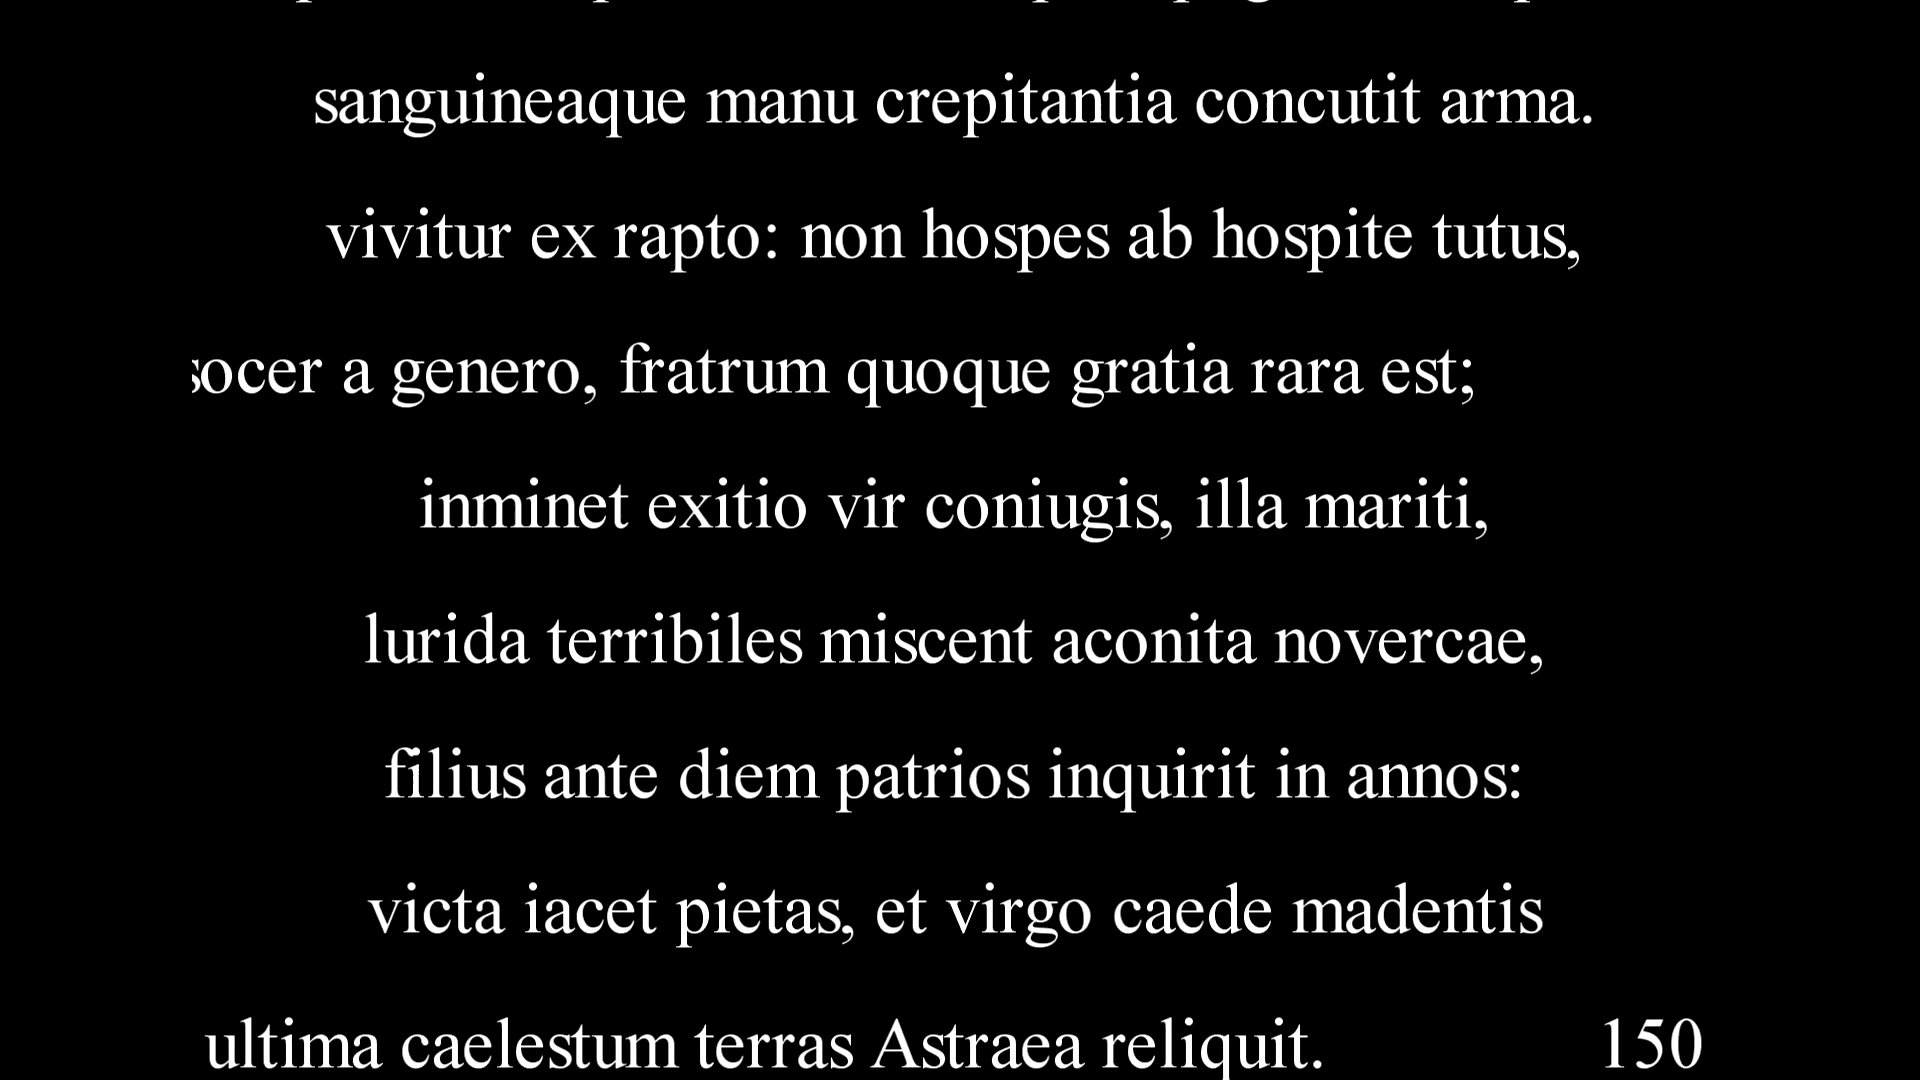 sanguineaque manu crepitantia concutit arma.
vivitur ex rapto: non hospes ab hospite tutus,
socer a genero, fratrum quoque gratia rara est;
inminet exitio vir coniugis, illa mariti,
lurida terribiles miscent aconita novercae,
filius ante diem patrios inquirit in annos:
victa iacet pietas, et virgo caede madentis
ultima caelestum terras Astraea reliquit. 150